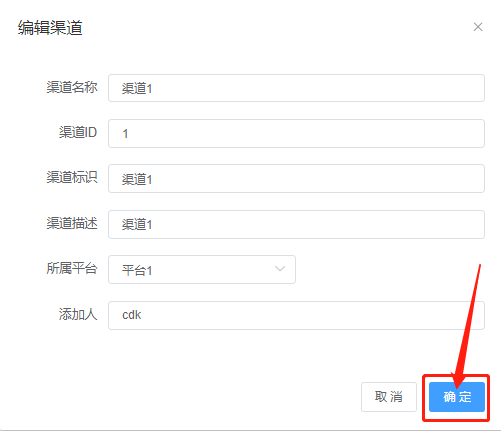 编辑渠道
渠道名称 渠道1
渠道ID 1
渠道标识 渠道1
渠道描述 渠道1
所属平台 平台1
添加人 cdk
取消 确定